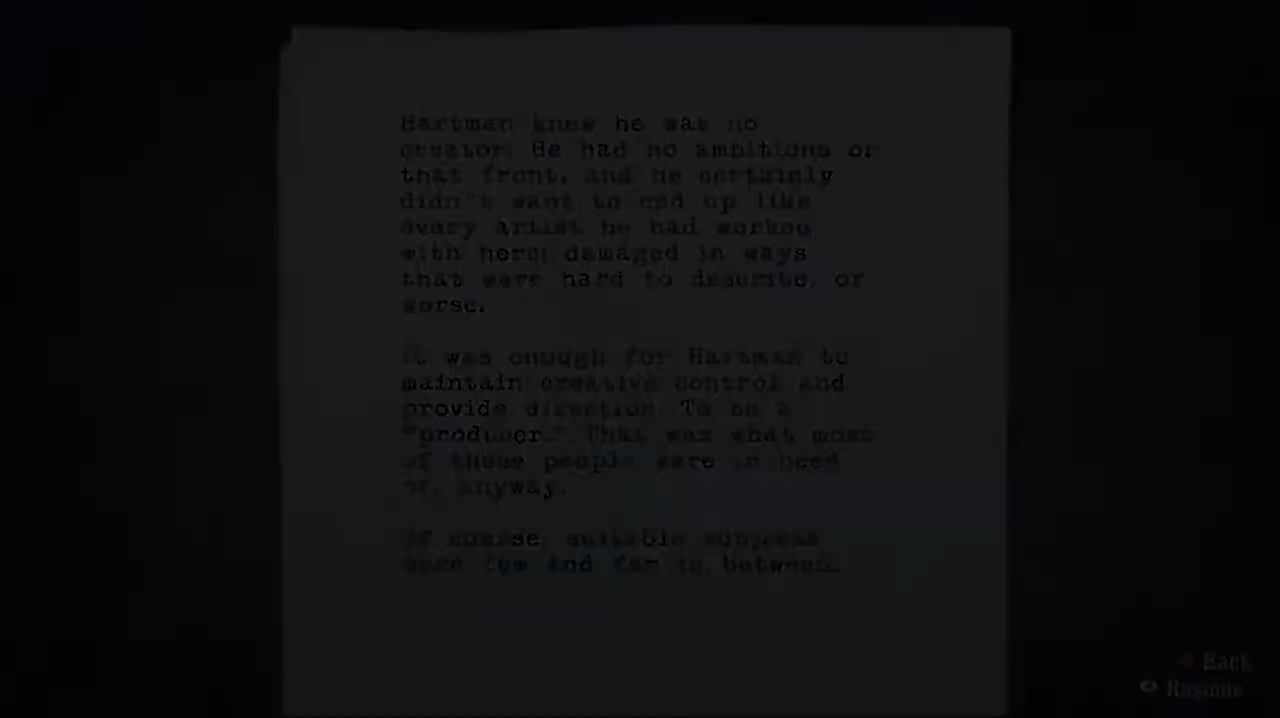 Hartman knew he was no
creator. He had no ambitions on
that front, and he certainly
didn't want to end up like
every artist he had worked
with here: damaged in ways
that were hard to describe, or
worse.
It was enough for Hartman to
maintain creative control and
provide direction. To be a
"producer." That was what most
of these people were in need
of, anyway.
Of course, suitable subjects
were few and far in between.
Back
Resume